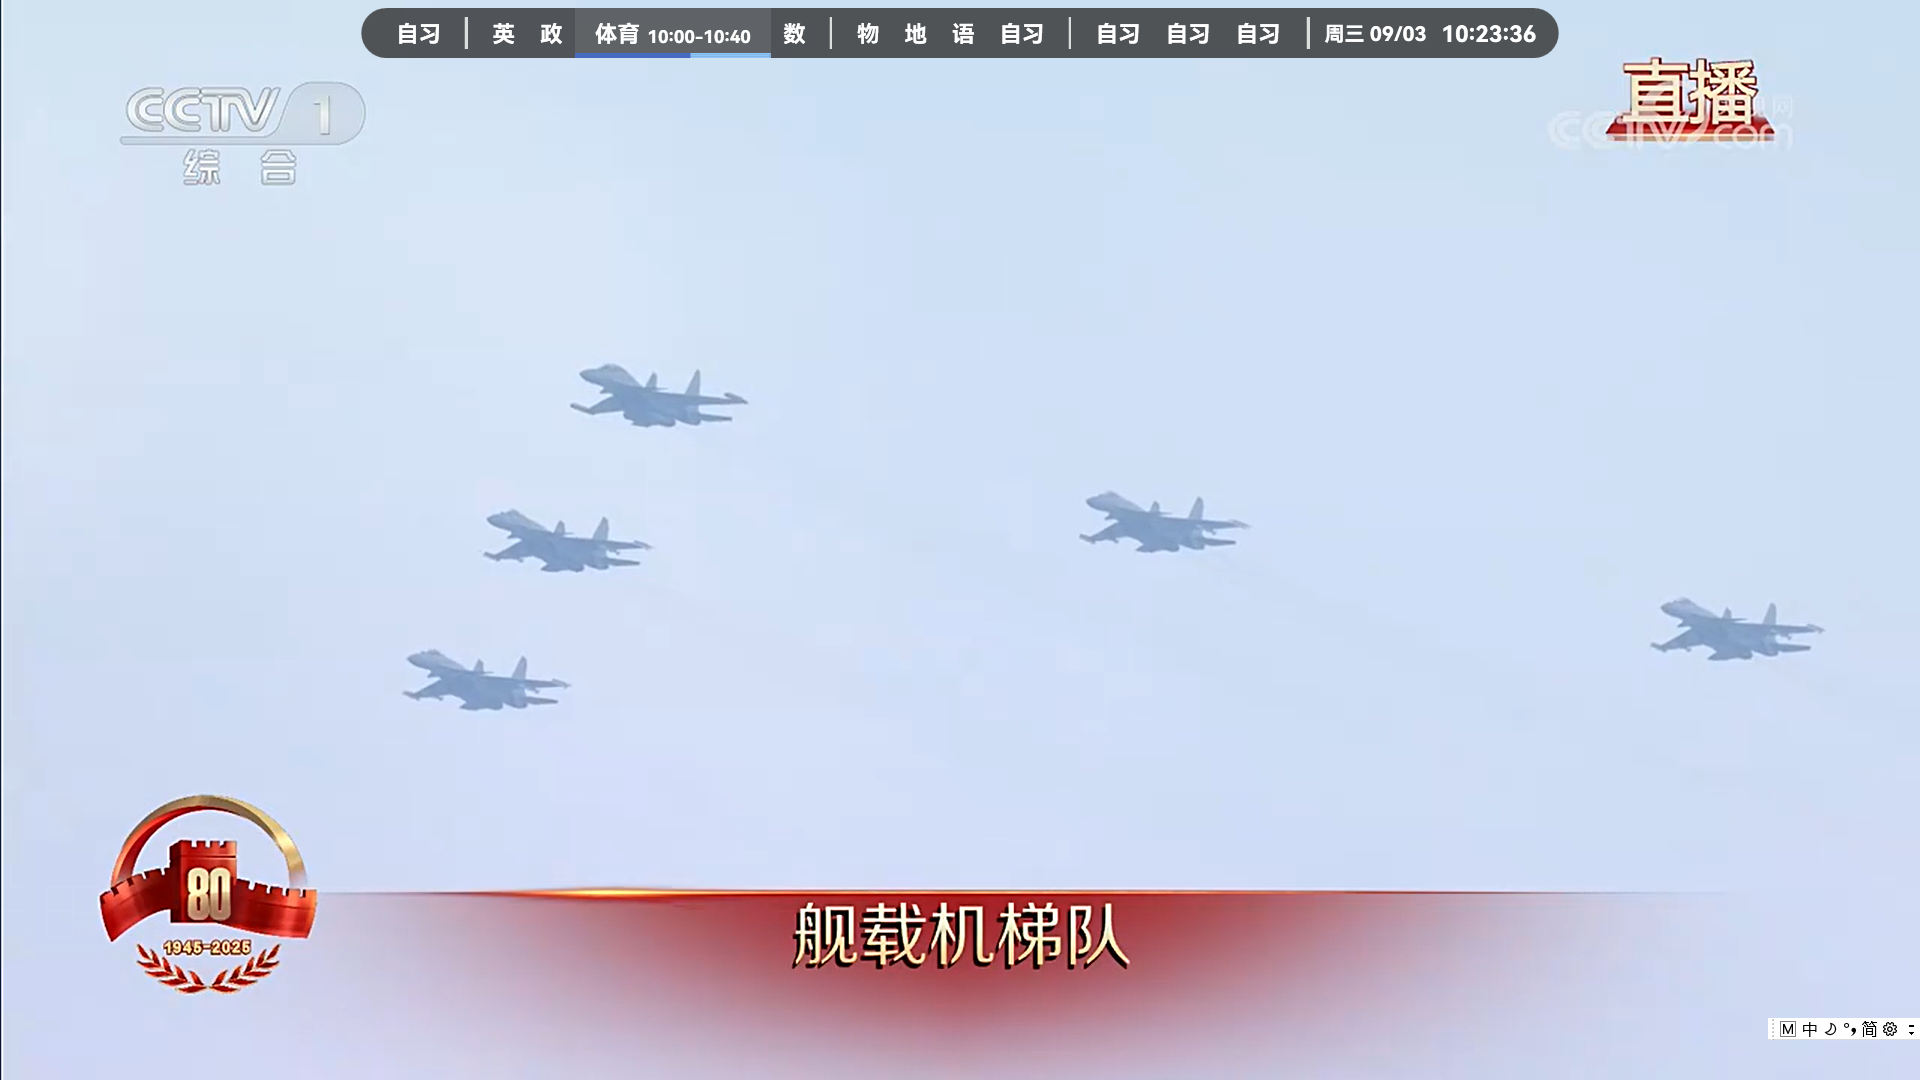 自习 | 英 政 体育 10:00-10:40 数 | 物 地 语 自习 | 自习 自习 自习 | 周三 09/03 10:23:36
CCTV 1
综合
直播
CCTV.com
80
1945-2025
舰载机梯队
M 中 简